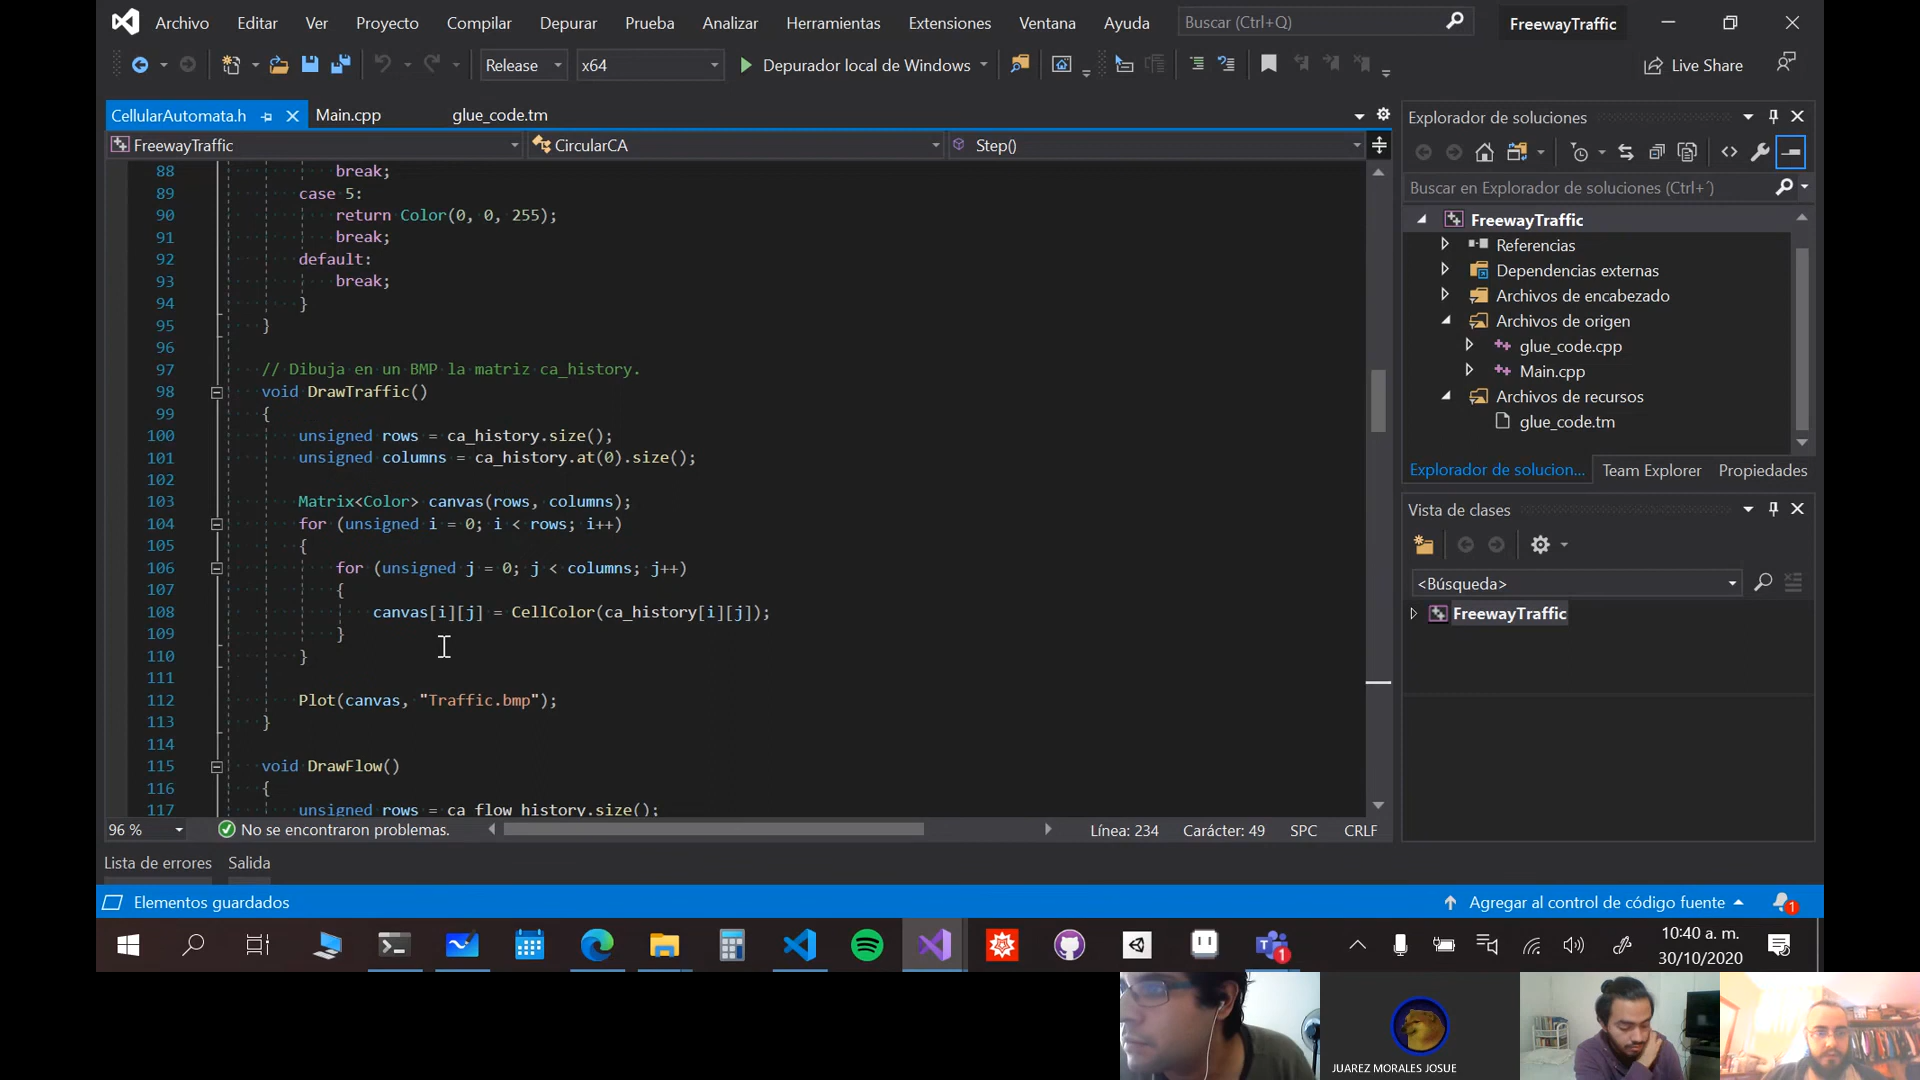 Archivo Editar Ver Proyecto Compilar Depurar Prueba Analizar Herramientas Extensiones Ventana Ayuda Buscar (Ctrl+Q) FreewayTraffic
Release x64 Depurador local de Windows Live Share
CellularAutomata.h Main.cpp glue_code.tm
FreewayTraffic CircularCA Step()
88 break;
89 case 5:
90 return Color(0, 0, 255);
91 break;
92 default:
93 break;
94 }
95 }
96
97 // Dibuja en un BMP la matriz ca_history.
98 void DrawTraffic()
99 {
100 unsigned rows = ca_history.size();
101 unsigned columns = ca_history.at(0).size();
102
103 Matrix<Color> canvas(rows, columns);
104 for (unsigned i = 0; i < rows; i++)
105 {
106 for (unsigned j = 0; j < columns; j++)
107 {
108 canvas[i][j] = CellColor(ca_history[i][j]);
109 }
110 }
111
112 Plot(canvas, "Traffic.bmp");
113 }
114
115 void DrawFlow()
116 {
117 unsigned rows = ca_flow_history.size();
96 % No se encontraron problemas. Línea: 234 Carácter: 49 SPC CRLF
Lista de errores Salida
Elementos guardados Agregar al control de código fuente 1
Explorador de soluciones
Buscar en Explorador de soluciones (Ctrl+´)
FreewayTraffic
Referencias
Dependencias externas
Archivos de encabezado
Archivos de origen
glue_code.cpp
Main.cpp
Archivos de recursos
glue_code.tm
Explorador de solucion... Team Explorer Propiedades
Vista de clases
<Búsqueda>
FreewayTraffic
1
10:40 a. m.
30/10/2020
JUAREZ MORALES JOSUE